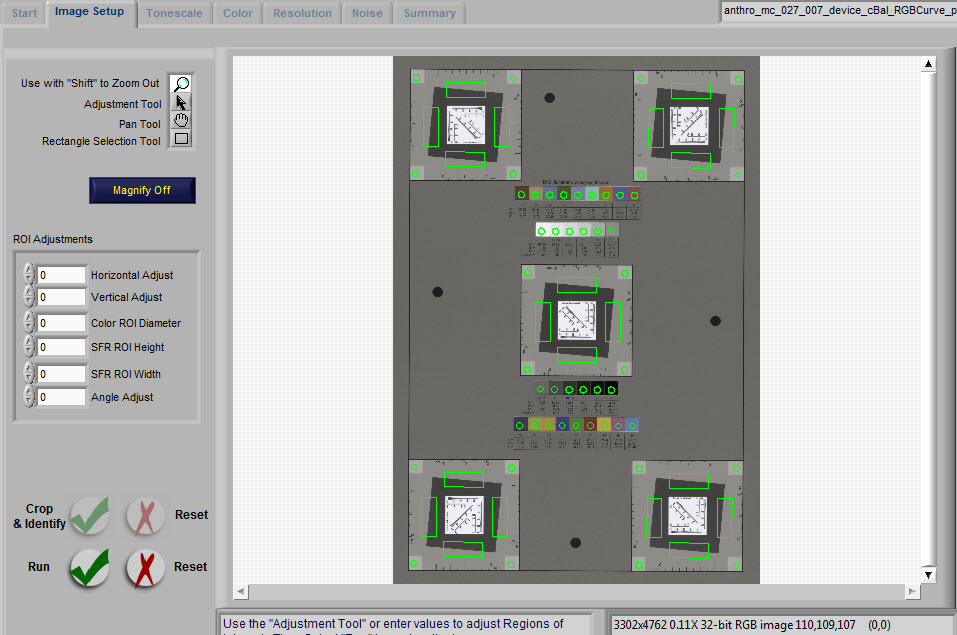 Start
Image Setup
Tonescale
Color
Resolution
Noise
Summary
anthro_mc_027_007_device_cBal_RGBCurve_p
Use with "Shift" to Zoom Out
Adjustment Tool
Pan Tool
Rectangle Selection Tool
Magnify Off
ROI Adjustments
0 Horizontal Adjust
0 Vertical Adjust
0 Color ROI Diameter
0 SFR ROI Height
0 SFR ROI Width
0 Angle Adjust
Crop
& Identify
Reset
Run
Reset
Use the "Adjustment Tool" or enter values to adjust Regions of
3302x4762 0.11X 32-bit RGB image 110,109,107 (0,0)